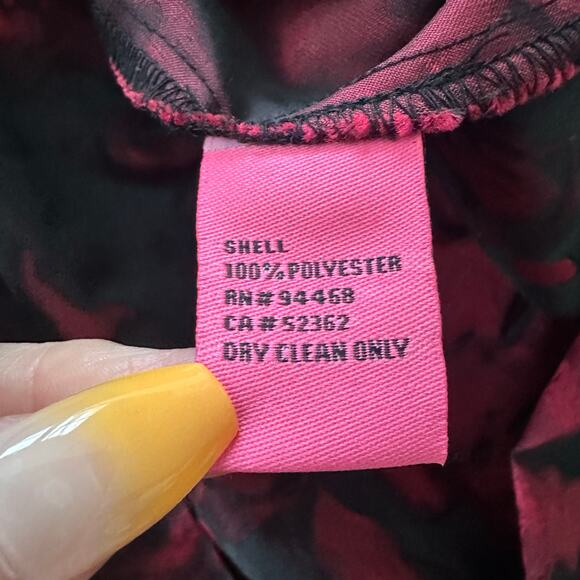 SHELL
100% POLYESTER
RN# 94468
CA # 52362
DRY CLEAN ONLY